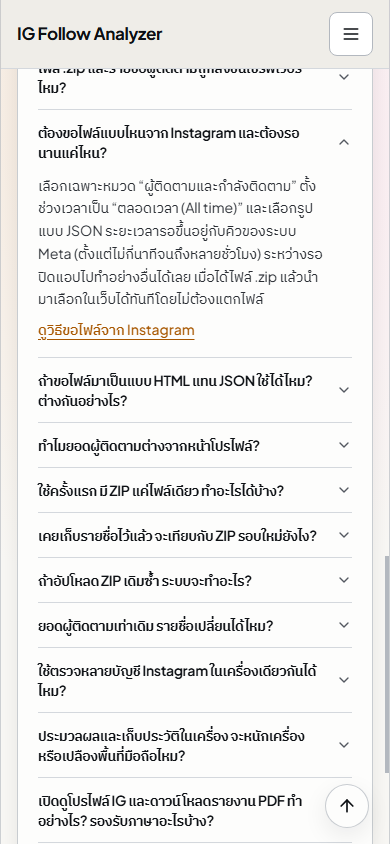 IG Follow Analyzer
ไหม?
ต้องขอไฟล์แบบไหนจาก Instagram และต้องรอ
นานแค่ไหน?
เลือกเฉพาะหมวด “ผู้ติดตามและกำลังติดตาม” ตั้ง
ช่วงเวลาเป็น “ตลอดเวลา (All time)” และเลือกรูป
แบบ JSON ระยะเวลารอขึ้นอยู่กับคิวของระบบ
Meta (ตั้งแต่ไม่กี่นาทีจนถึงหลายชั่วโมง) ระหว่างรอ
ปิดแอปไปทำอย่างอื่นได้เลย เมื่อได้ไฟล์ .zip แล้วนำ
มาเลือกในเว็บได้ทันทีโดยไม่ต้องแตกไฟล์
ดูวิธีขอไฟล์จาก Instagram
ถ้าขอไฟล์มาเป็นแบบ HTML แทน JSON ใช้ได้ไหม?
ต่างกันอย่างไร?
ทำไมยอดผู้ติดตามต่างจากหน้าโปรไฟล์?
ใช้ครั้งแรก มี ZIP แค่ไฟล์เดียว ทำอะไรได้บ้าง?
เคยเก็บรายชื่อไว้แล้ว จะเทียบกับ ZIP รอบใหม่ยังไง?
ถ้าอัปโหลด ZIP เดิมซ้ำ ระบบจะทำอะไร?
ยอดผู้ติดตามเท่าเดิม รายชื่อเปลี่ยนได้ไหม?
ใช้ตรวจหลายบัญชี Instagram ในเครื่องเดียวกันได้
ไหม?
ประมวลผลและเก็บประวัติในเครื่อง จะหนักเครื่อง
หรือเปลืองพื้นที่มือถือไหม?
เปิดดูโปรไฟล์ IG และดาวน์โหลดรายงาน PDF ทำ
อย่างไร? รองรับภาษาอะไรบ้าง?